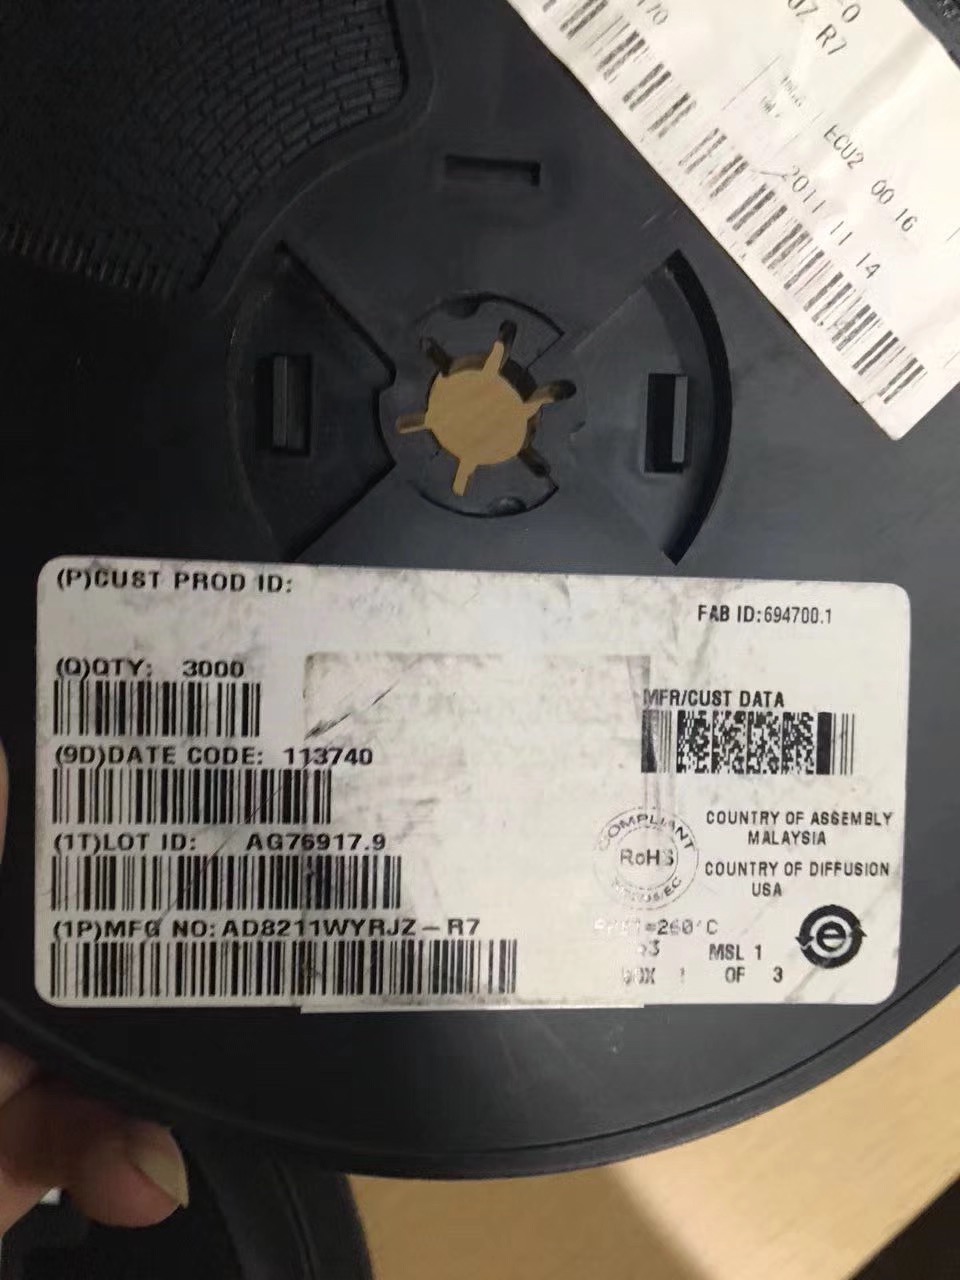 R7
ECU2 00 16
2011 11 14
(P)CUST PROD ID:
FAB ID:694700.1
(Q)QTY: 3000
MFR/CUST DATA
(9D)DATE CODE: 113740
(1T)LOT ID: AG76917.9
COMPLIANT
RoHS
COUNTRY OF ASSEMBLY
MALAYSIA
COUNTRY OF DIFFUSION
USA
(1P)MFG NO: AD8211WYRJZ-R7
=260°C
MSL 1
OF 3
e